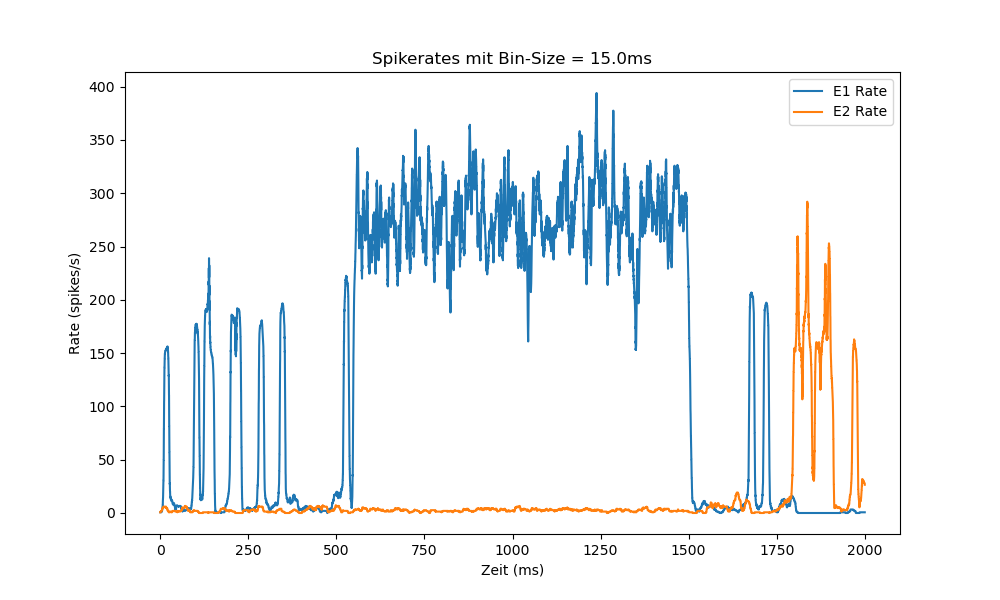 Spikerates mit Bin-Size = 15.0ms
E1 Rate
E2 Rate
400
350
300
250
200
150
100
50
0
Rate (spikes/s)
0 250 500 750 1000 1250 1500 1750 2000
Zeit (ms)